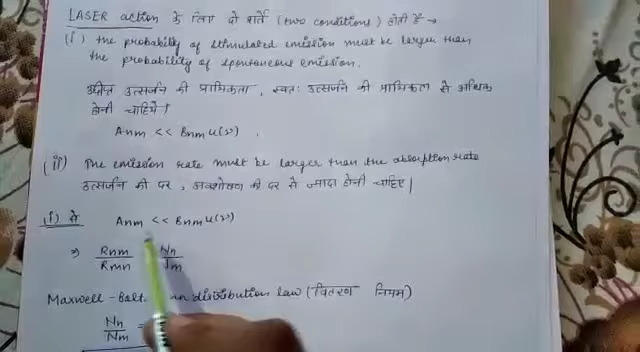 LASER action के लिए दो शर्तें (two conditions) होती हैं →
(i) the probability of stimulated emission must be larger than
the probability of spontaneous emission.
उद्दीप्त उत्सर्जन की प्रायिकता, स्वतः उत्सर्जन की प्रायिकता से अधिक
होनी चाहिये।
Anm << Bnm u(ν).
(ii) The emission rate must be larger than the absorption rate
उत्सर्जन की दर, अवशोषण की दर से ज्यादा होनी चाहिए।
(i) से Anm << Bnm u(ν)
⇒ Rnm/Rmn Nn
Maxwell - distribution law (वितरण नियम)
Nn/Nm =